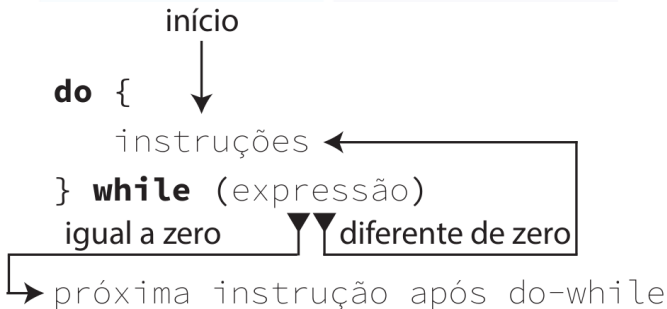 início
do {
instruções
} while (expressão)
igual a zero diferente de zero
próxima instrução após do-while